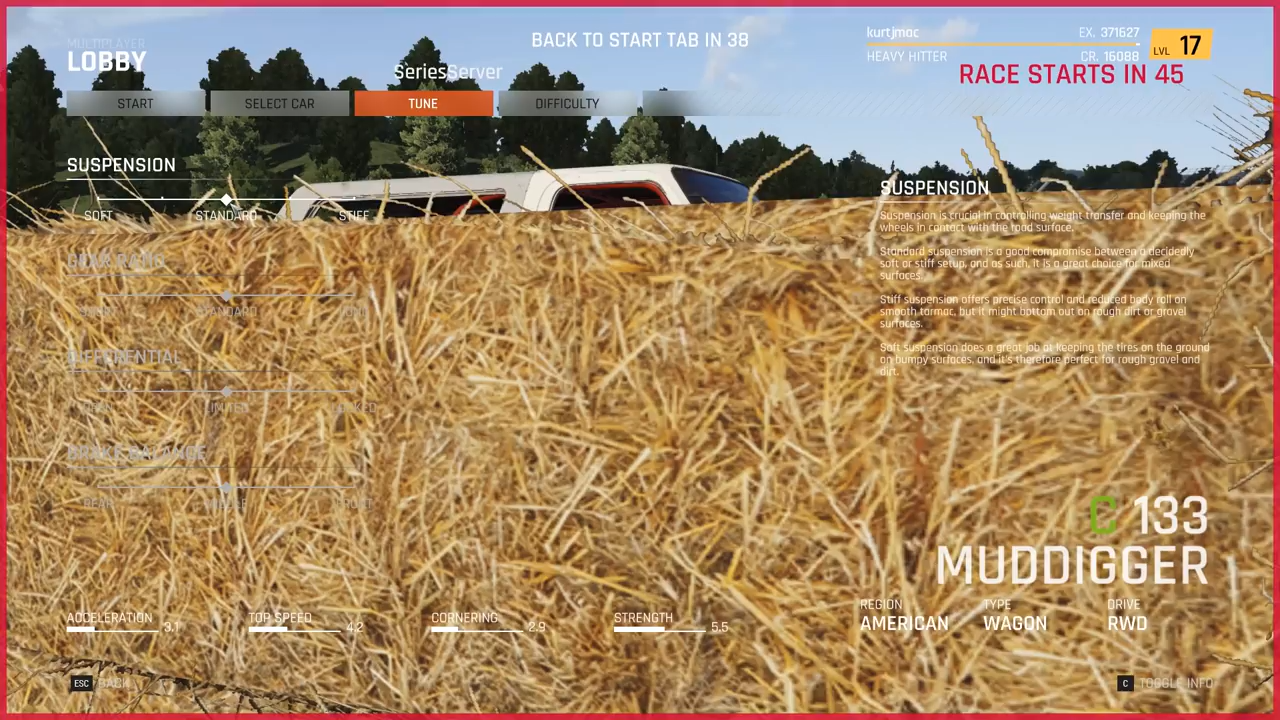 MULTIPLAYER
LOBBY
BACK TO START TAB IN 38
SeriesServer
kurtjmac
EX. 371627
HEAVY HITTER
CR. 16088
LVL 17
RACE STARTS IN 45
START
SELECT CAR
TUNE
DIFFICULTY
SUSPENSION
SOFT STANDARD STIFF
GEAR RATIO
SHORT STANDARD LONG
DIFFERENTIAL
OPEN LIMITED LOCKED
BRAKE BALANCE
REAR MIDDLE FRONT
SUSPENSION
Suspension is crucial in controlling weight transfer and keeping the
wheels in contact with the road surface.
Standard suspension is a good compromise between a decidedly
soft or stiff setup, and as such, it is a great choice for mixed
surfaces.
Stiff suspension offers precise control and reduced body roll on
smooth tarmac, but it might bottom out on rough dirt or gravel
surfaces.
Soft suspension does a great job at keeping the tires on the ground
on bumpy surfaces, and it's therefore perfect for rough gravel and
dirt.
C 133
MUDDIGGER
REGION TYPE DRIVE
AMERICAN WAGON RWD
ACCELERATION 3.1
TOP SPEED 4.2
CORNERING 2.9
STRENGTH 5.5
ESC BACK
C TOGGLE INFO